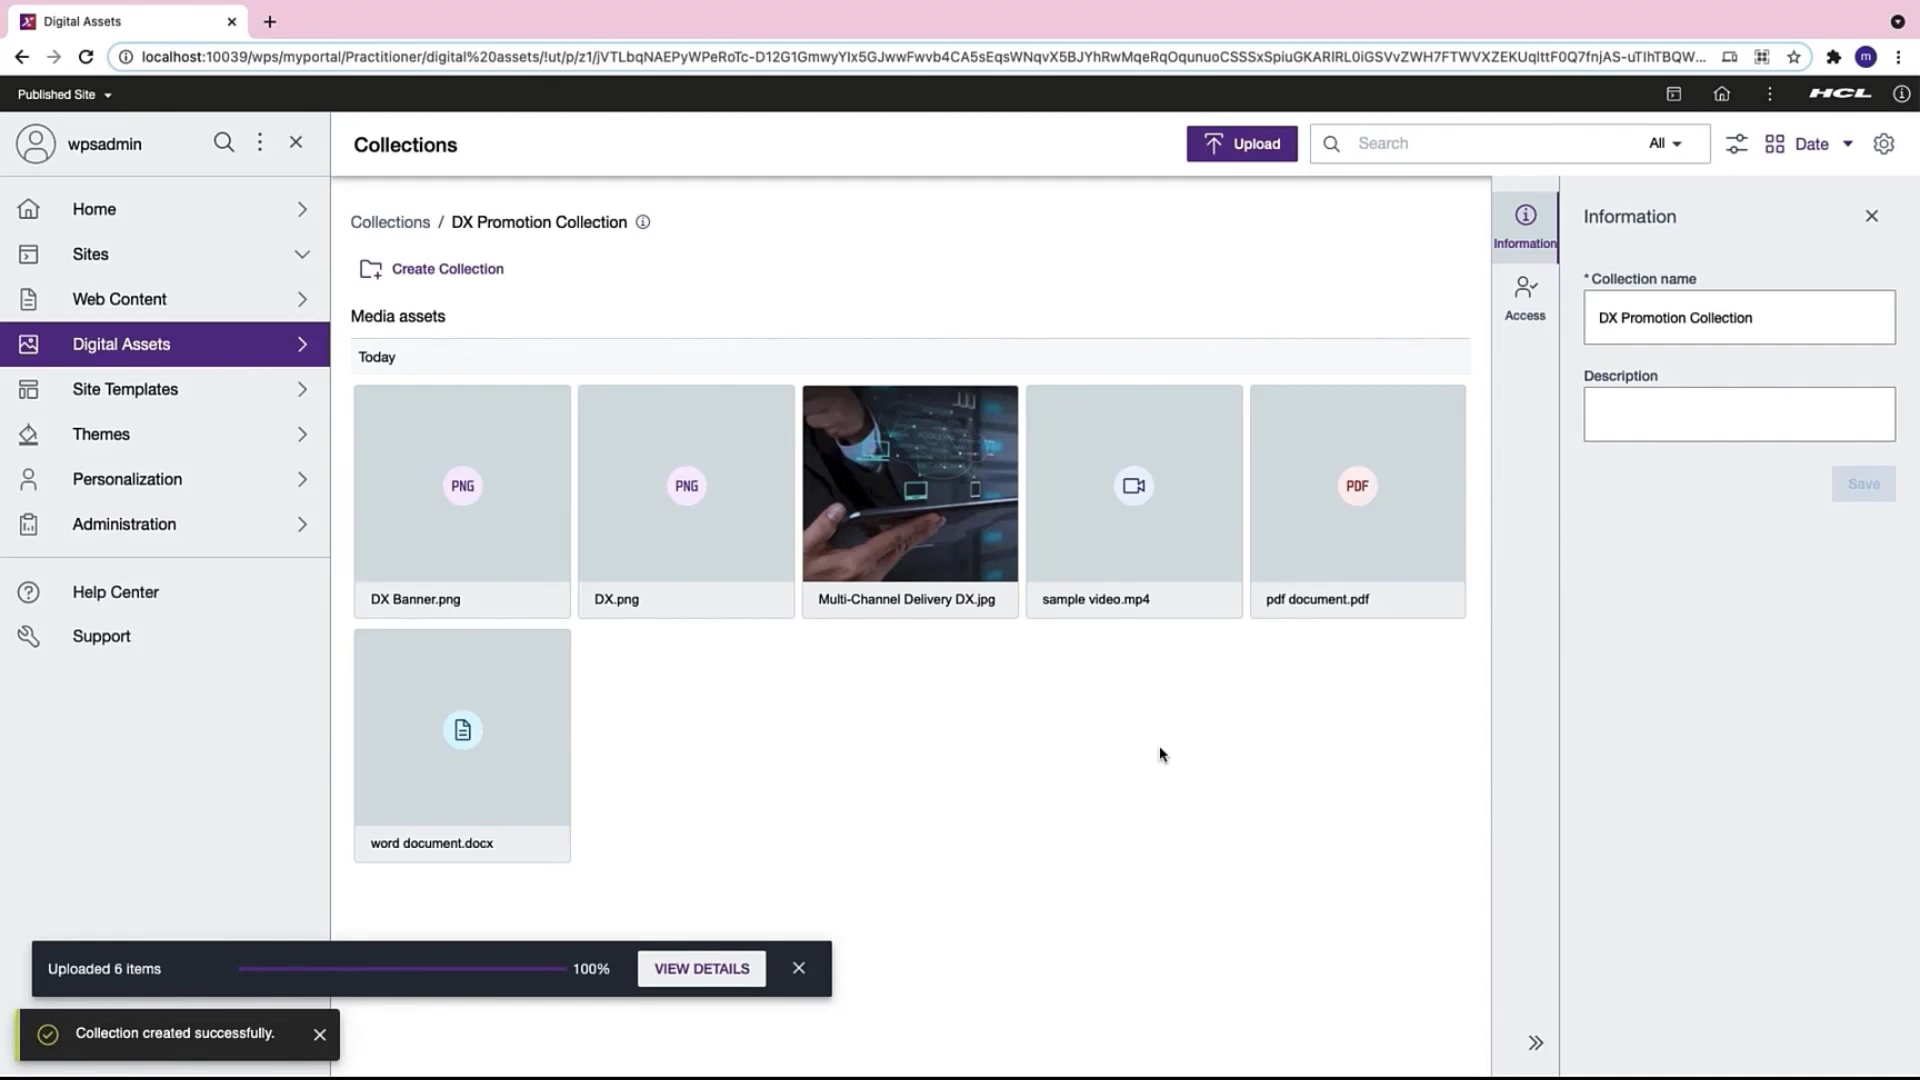 Digital Assets
localhost:10039/wps/myportal/Practitioner/digital%20assets/!ut/p/z1/jVTLbqNAEPyWPeRoTc-D12G1GmwyYIx5GJwwFwvb4CA5sEqsWNqvX5BJYhRwMqeRqOqunuoCSSSxSpiuGKARIRL0iGSVvZWH7FTWVXZEKUqIttF0Q7fnjAS-uTIhTBQW...
Published Site
HCL
wpsadmin
Collections
Upload
Search
All
Date
Home
Sites
Web Content
Digital Assets
Site Templates
Themes
Personalization
Administration
Help Center
Support
Collections / DX Promotion Collection
Create Collection
Media assets
Today
PNG
PNG
PDF
DX Banner.png
DX.png
Multi-Channel Delivery DX.jpg
sample video.mp4
pdf document.pdf
word document.docx
Information
Access
Information
* Collection name
DX Promotion Collection
Description
Save
Uploaded 6 items
100%
VIEW DETAILS
Collection created successfully.
m